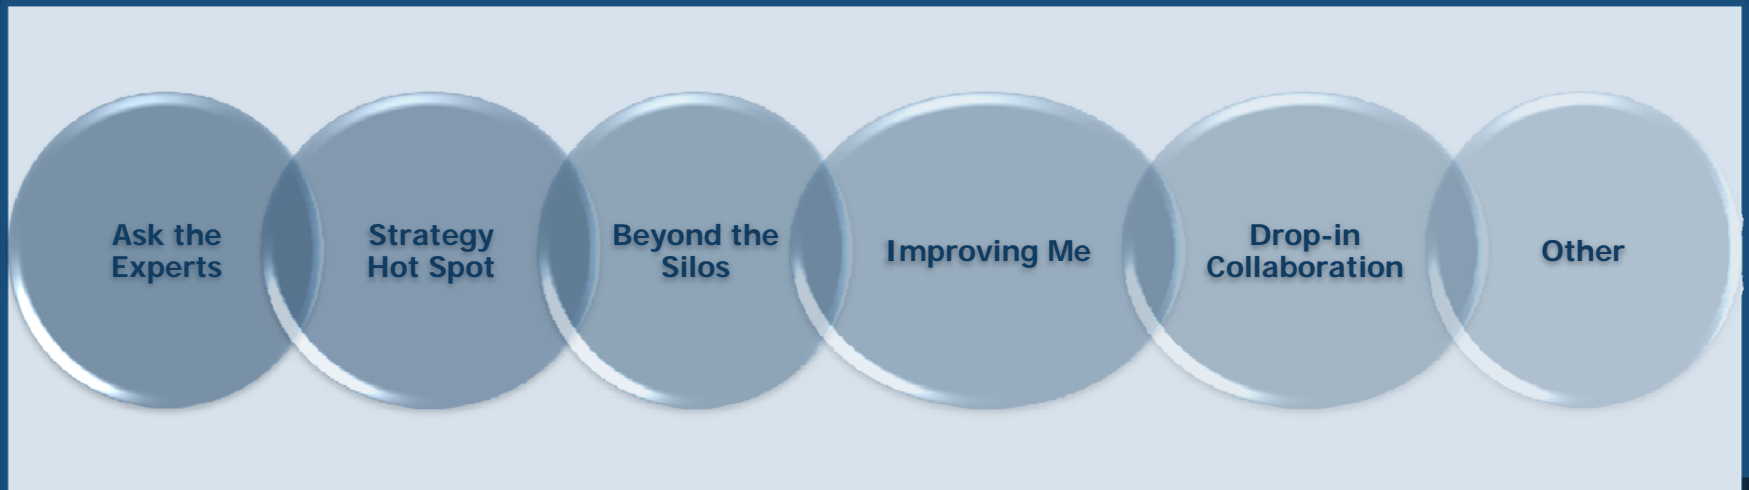 Ask the
Experts
Strategy
Hot Spot
Beyond the
Silos
Improving Me
Drop-in
Collaboration
Other